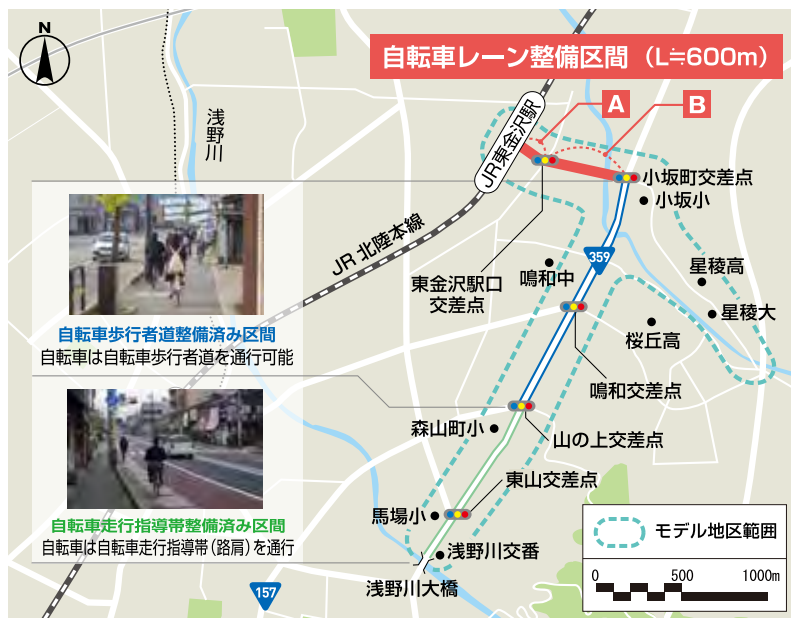 N
自転車レーン整備区間（L≒600m）
A
B
浅野川
JR東金沢駅
小坂町交差点
小坂小
JR 北陸本線
359
東金沢駅口
交差点
鳴和中
星稜高
星稜大
桜丘高
自転車歩行者道整備済み区間
自転車は自転車歩行者道を通行可能
鳴和交差点
森山町小
山の上交差点
東山交差点
馬場小
自転車走行指導帯整備済み区間
自転車は自転車走行指導帯（路肩）を通行
浅野川交番
浅野川大橋
157
モデル地区範囲
0 500 1000m